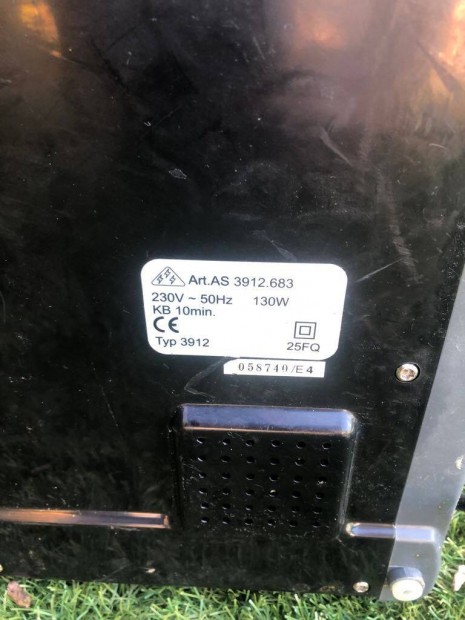 Art.AS 3912.683
230V ~ 50Hz 130W
KB 10min.
CE
Typ 3912 25FQ
058740/E4